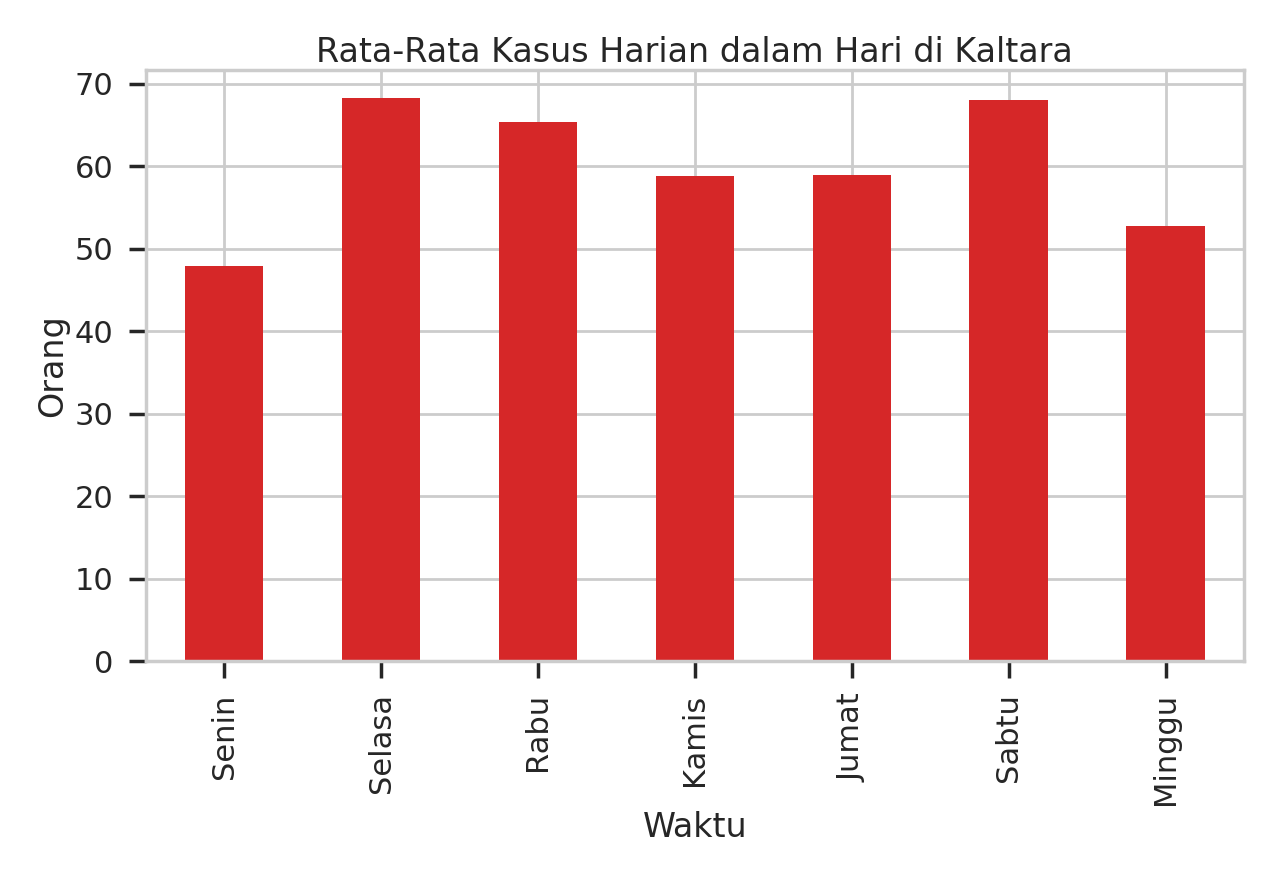 Rata-Rata Kasus Harian dalam Hari di Kaltara
Orang
70
60
50
40
30
20
10
0
Senin
Selasa
Rabu
Kamis
Jumat
Sabtu
Minggu
Waktu